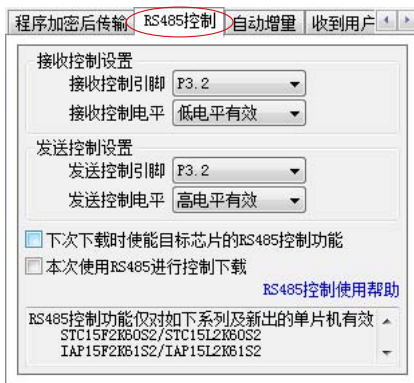 程序加密后传输 RS485控制 自动增量 收到用户
接收控制设置
接收控制引脚 P3.2
接收控制电平 低电平有效
发送控制设置
发送控制引脚 P3.2
发送控制电平 高电平有效
下次下载时使能目标芯片的RS485控制功能
本次使用RS485进行控制下载
RS485控制使用帮助
RS485控制功能仅对如下系列及新出的单片机有效
STC15F2K60S2/STC15L2K60S2
IAP15F2K61S2/IAP15L2K61S2